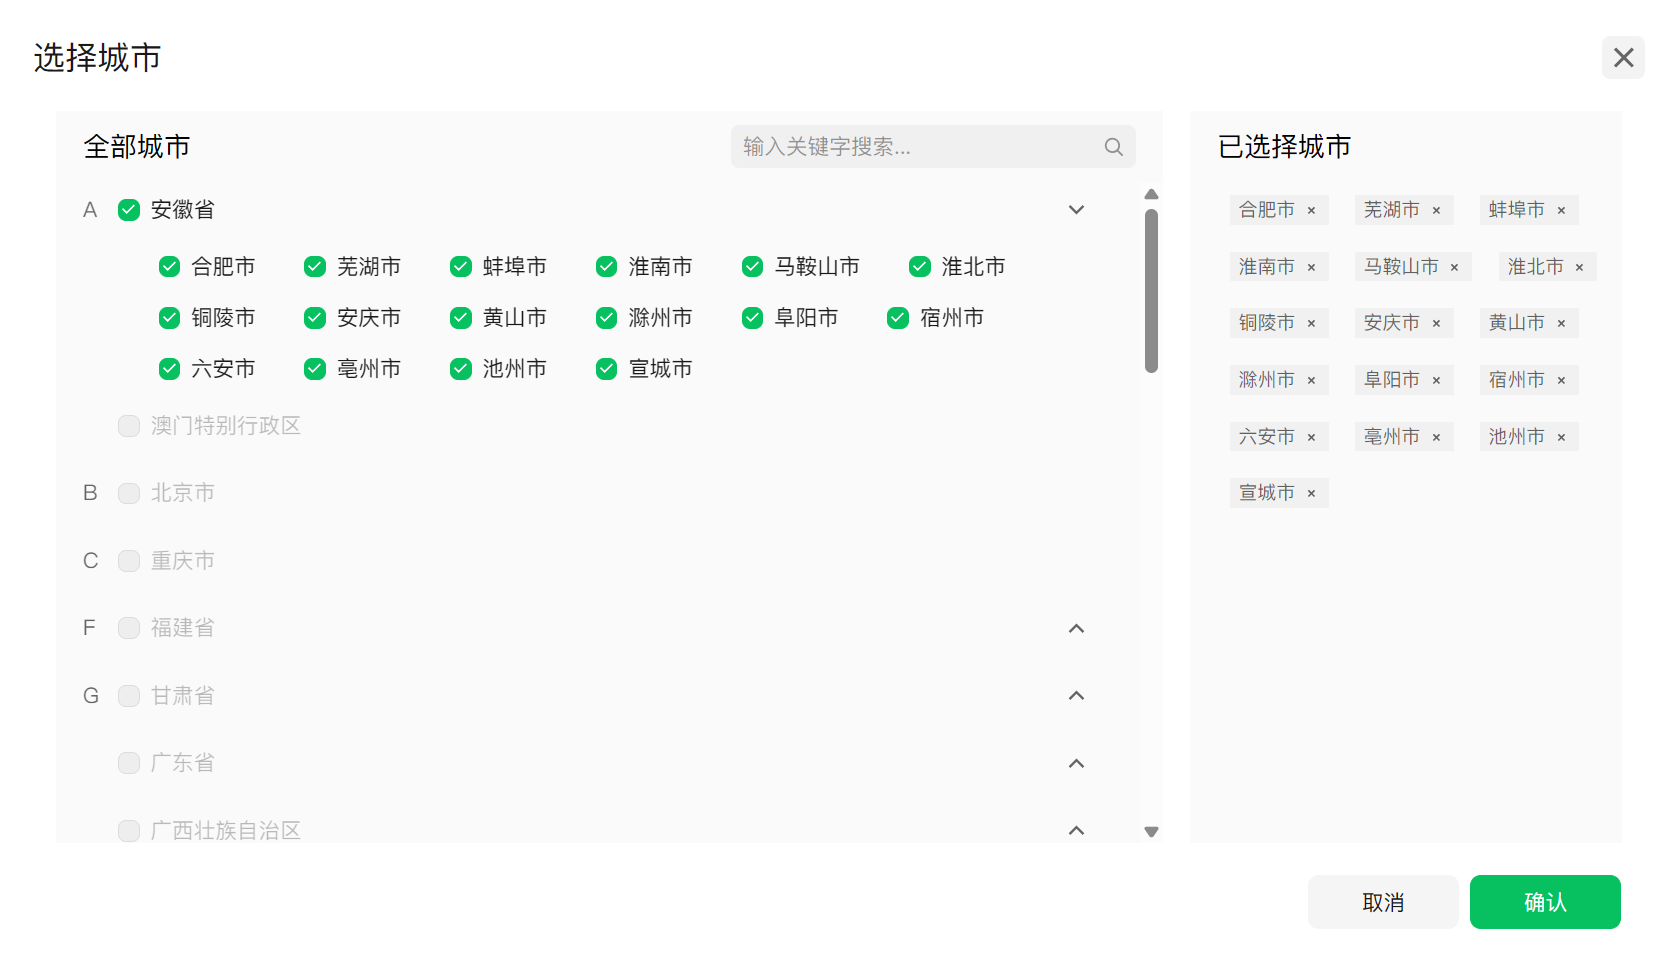 选择城市
全部城市
输入关键字搜索...
A 安徽省
合肥市 芜湖市 蚌埠市 淮南市 马鞍山市 淮北市
铜陵市 安庆市 黄山市 滁州市 阜阳市 宿州市
六安市 亳州市 池州市 宣城市
澳门特别行政区
B 北京市
C 重庆市
F 福建省
G 甘肃省
广东省
广西壮族自治区
已选择城市
合肥市 × 芜湖市 × 蚌埠市 ×
淮南市 × 马鞍山市 × 淮北市 ×
铜陵市 × 安庆市 × 黄山市 ×
滁州市 × 阜阳市 × 宿州市 ×
六安市 × 亳州市 × 池州市 ×
宣城市 ×
取消 确认